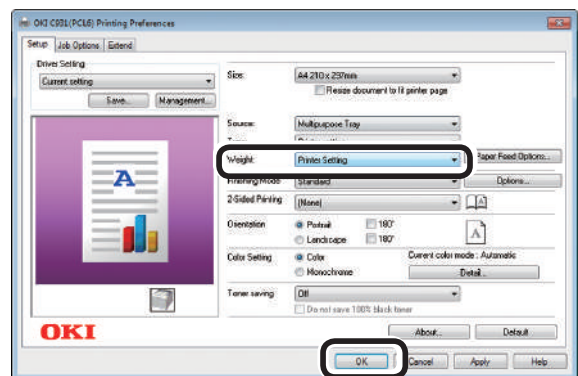 OKI C931(PCL6) Printing Preferences
Setup Job Options Extend
Driver Setting
Current setting
Save... Management...
Size: A4 210 x 297mm
Resize document to fit printer page
Source: Multipurpose Tray
Weight: Printer Setting
Paper Feed Options...
Finishing Mode Standard Options...
2-Sided Printing (None)
Orientation Portrait 180°
Landscape 180°
A
Color Setting Color Current color mode : Automatic
Monochrome Detail...
Toner saving Off
Do not save 100% black toner
OKI
About... Default
OK Cancel Apply Help